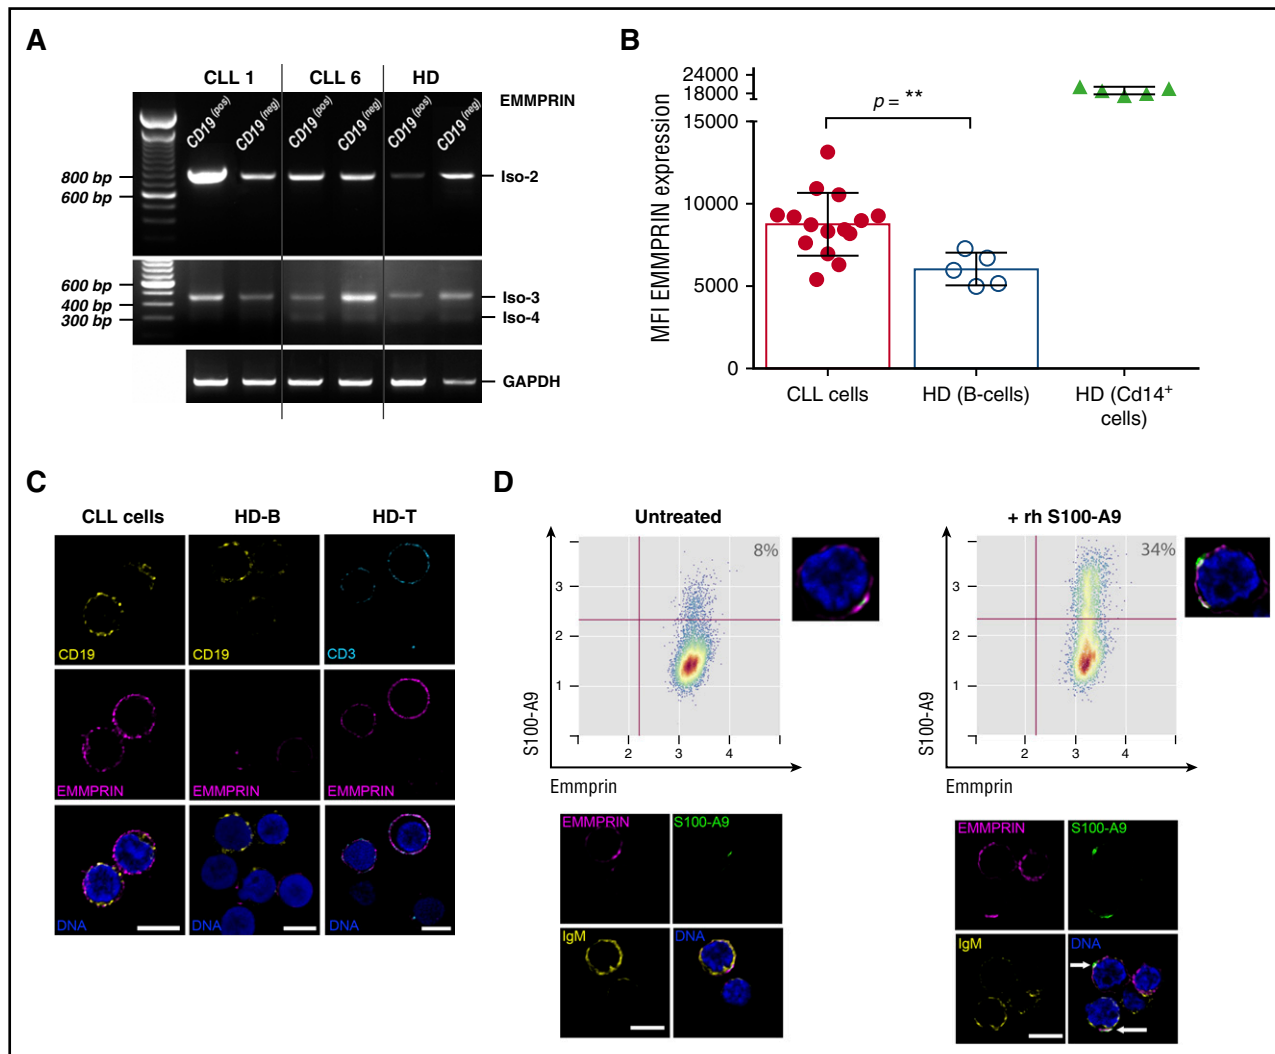 A
CLL 1
CLL 6
HD
EMMPRIN
CD19 (pos)
CD19 (neg)
CD19 (pos)
CD19 (neg)
CD19 (pos)
CD19 (neg)
800 bp
600 bp
Iso-2
600 bp
400 bp
300 bp
Iso-3
Iso-4
GAPDH
B
MFI EMMPRIN expression
24000
18000
15000
10000
5000
0
p = **
CLL cells
HD (B-cells)
HD (Cd14+
cells)
C
CLL cells
HD-B
HD-T
CD19
CD19
CD3
EMMPRIN
EMMPRIN
EMMPRIN
DNA
DNA
DNA
D
Untreated
8%
S100-A9
3
2
1
2
3
4
Emmprin
EMMPRIN
S100-A9
IgM
DNA
+ rh S100-A9
34%
S100-A9
3
2
1
2
3
4
Emmprin
EMMPRIN
S100-A9
IgM
DNA